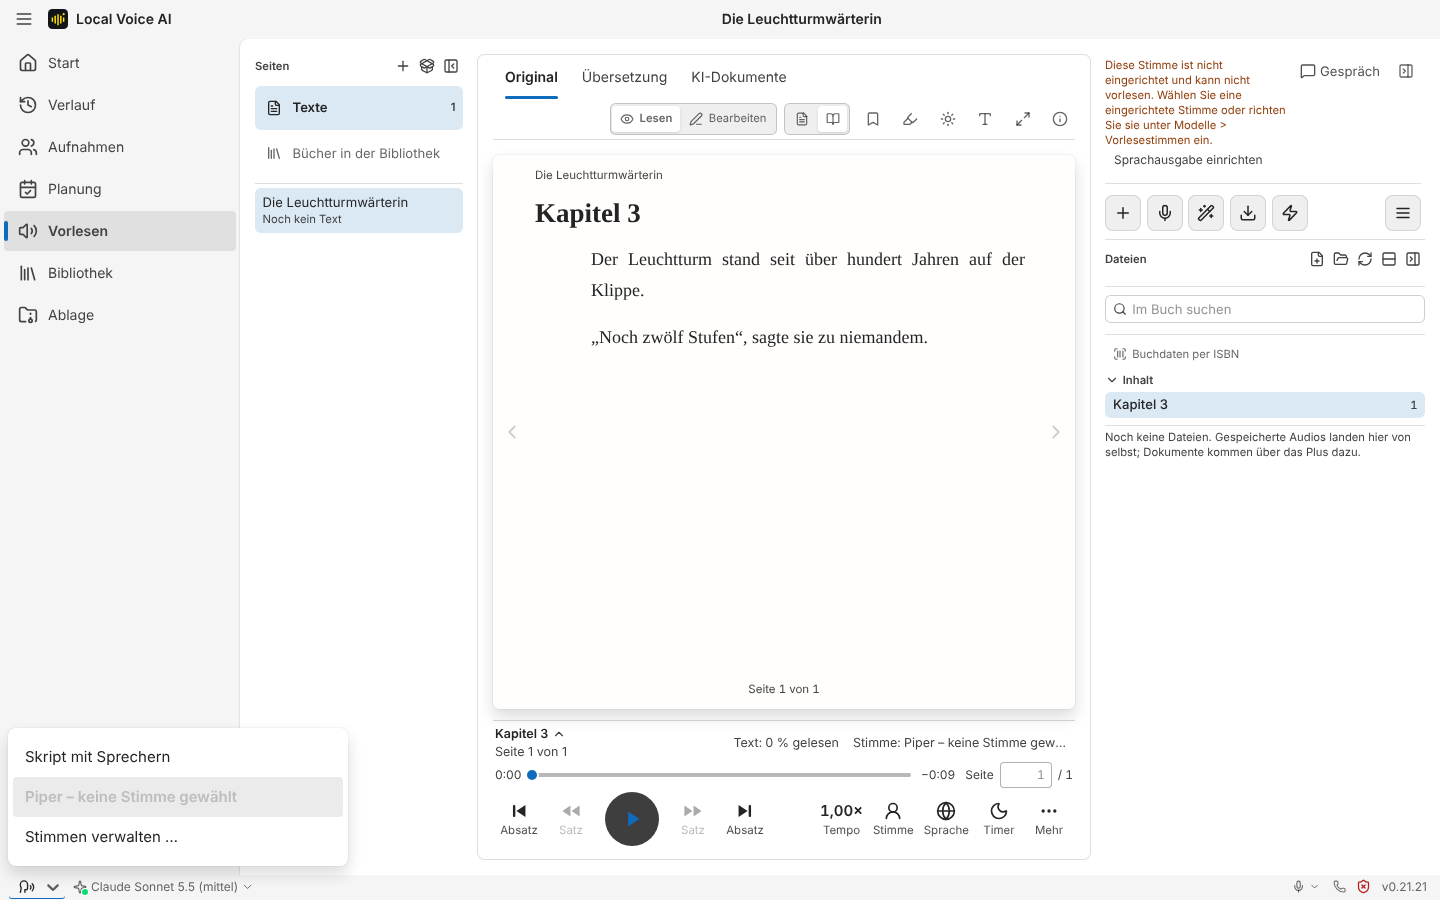 Local Voice AI
Die Leuchtturmwärterin
Start
Verlauf
Aufnahmen
Planung
Vorlesen
Bibliothek
Ablage
Seiten
Texte 1
Bücher in der Bibliothek
Die Leuchtturmwärterin
Noch kein Text
Original Übersetzung KI-Dokumente
Lesen Bearbeiten
Die Leuchtturmwärterin
Kapitel 3
Der Leuchtturm stand seit über hundert Jahren auf der
Klippe.
„Noch zwölf Stufen“, sagte sie zu niemandem.
Seite 1 von 1
Kapitel 3
Seite 1 von 1
Text: 0 % gelesen Stimme: Piper – keine Stimme gew...
0:00 −0:09 Seite 1 / 1
Absatz Satz Satz Absatz
1,00×
Tempo Stimme Sprache Timer Mehr
Diese Stimme ist nicht
eingerichtet und kann nicht
vorlesen. Wählen Sie eine
eingerichtete Stimme oder richten
Sie sie unter Modelle >
Vorlesestimmen ein.
Gespräch
Sprachausgabe einrichten
Dateien
Im Buch suchen
Buchdaten per ISBN
Inhalt
Kapitel 3 1
Noch keine Dateien. Gespeicherte Audios landen hier von
selbst; Dokumente kommen über das Plus dazu.
Skript mit Sprechern
Piper – keine Stimme gewählt
Stimmen verwalten ...
Claude Sonnet 5.5 (mittel)
v0.21.21